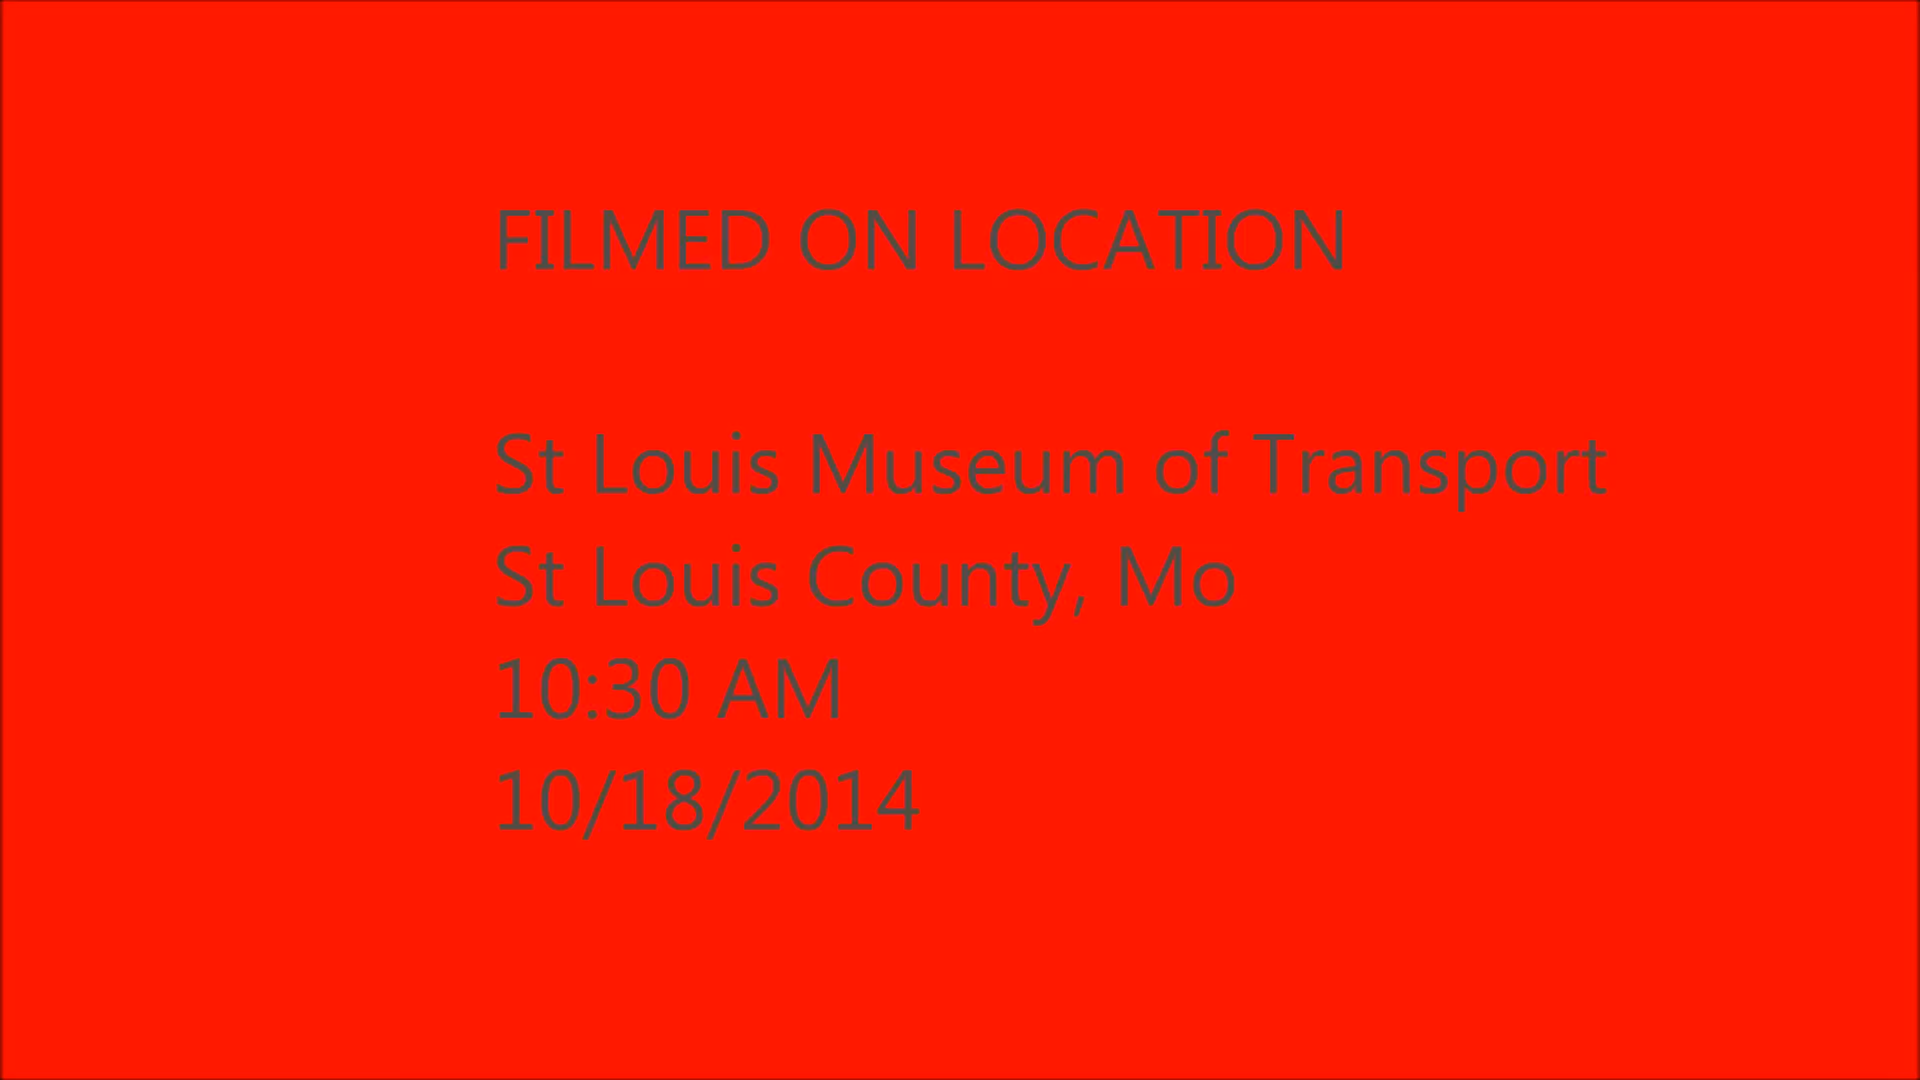 FILMED ON LOCATION
St Louis Museum of Transport
St Louis County, Mo
10:30 AM
10/18/2014